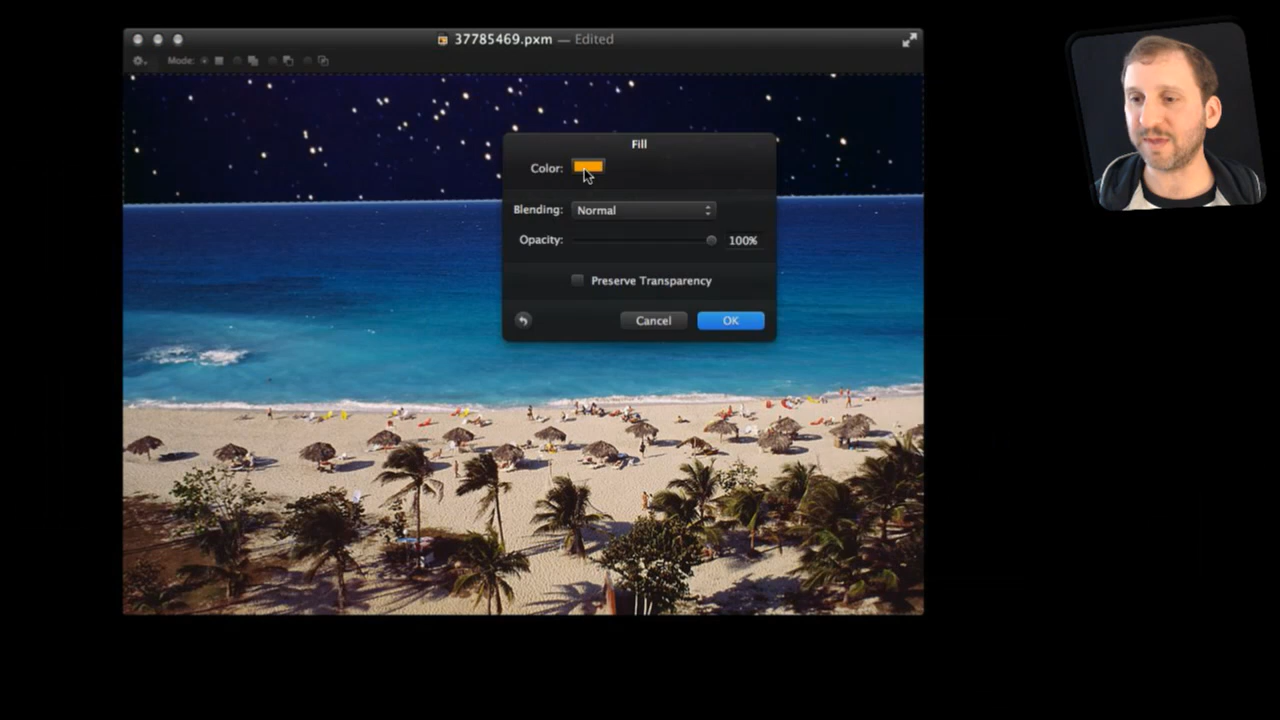 37785469.pxm — Edited
Mode:
Fill
Color:
Blending: Normal
Opacity: 100%
Preserve Transparency
Cancel OK